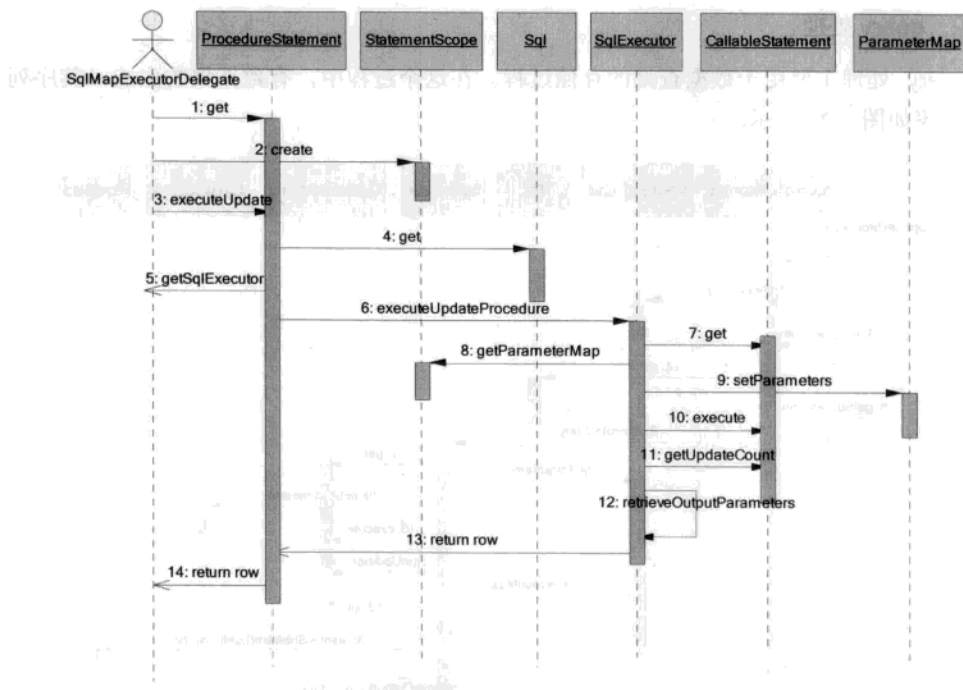 ProcedureStatement
StatementScope
Sql
SqlExecutor
CallableStatement
ParameterMap
SqlMapExecutorDelegate
1: get
2: create
3: executeUpdate
4: get
5: getSqlExecutor
6: executeUpdateProcedure
7: get
8: getParameterMap
9: setParameters
10: execute
11: getUpdateCount
12: retrieveOutputParameters
13: return row
14: return row